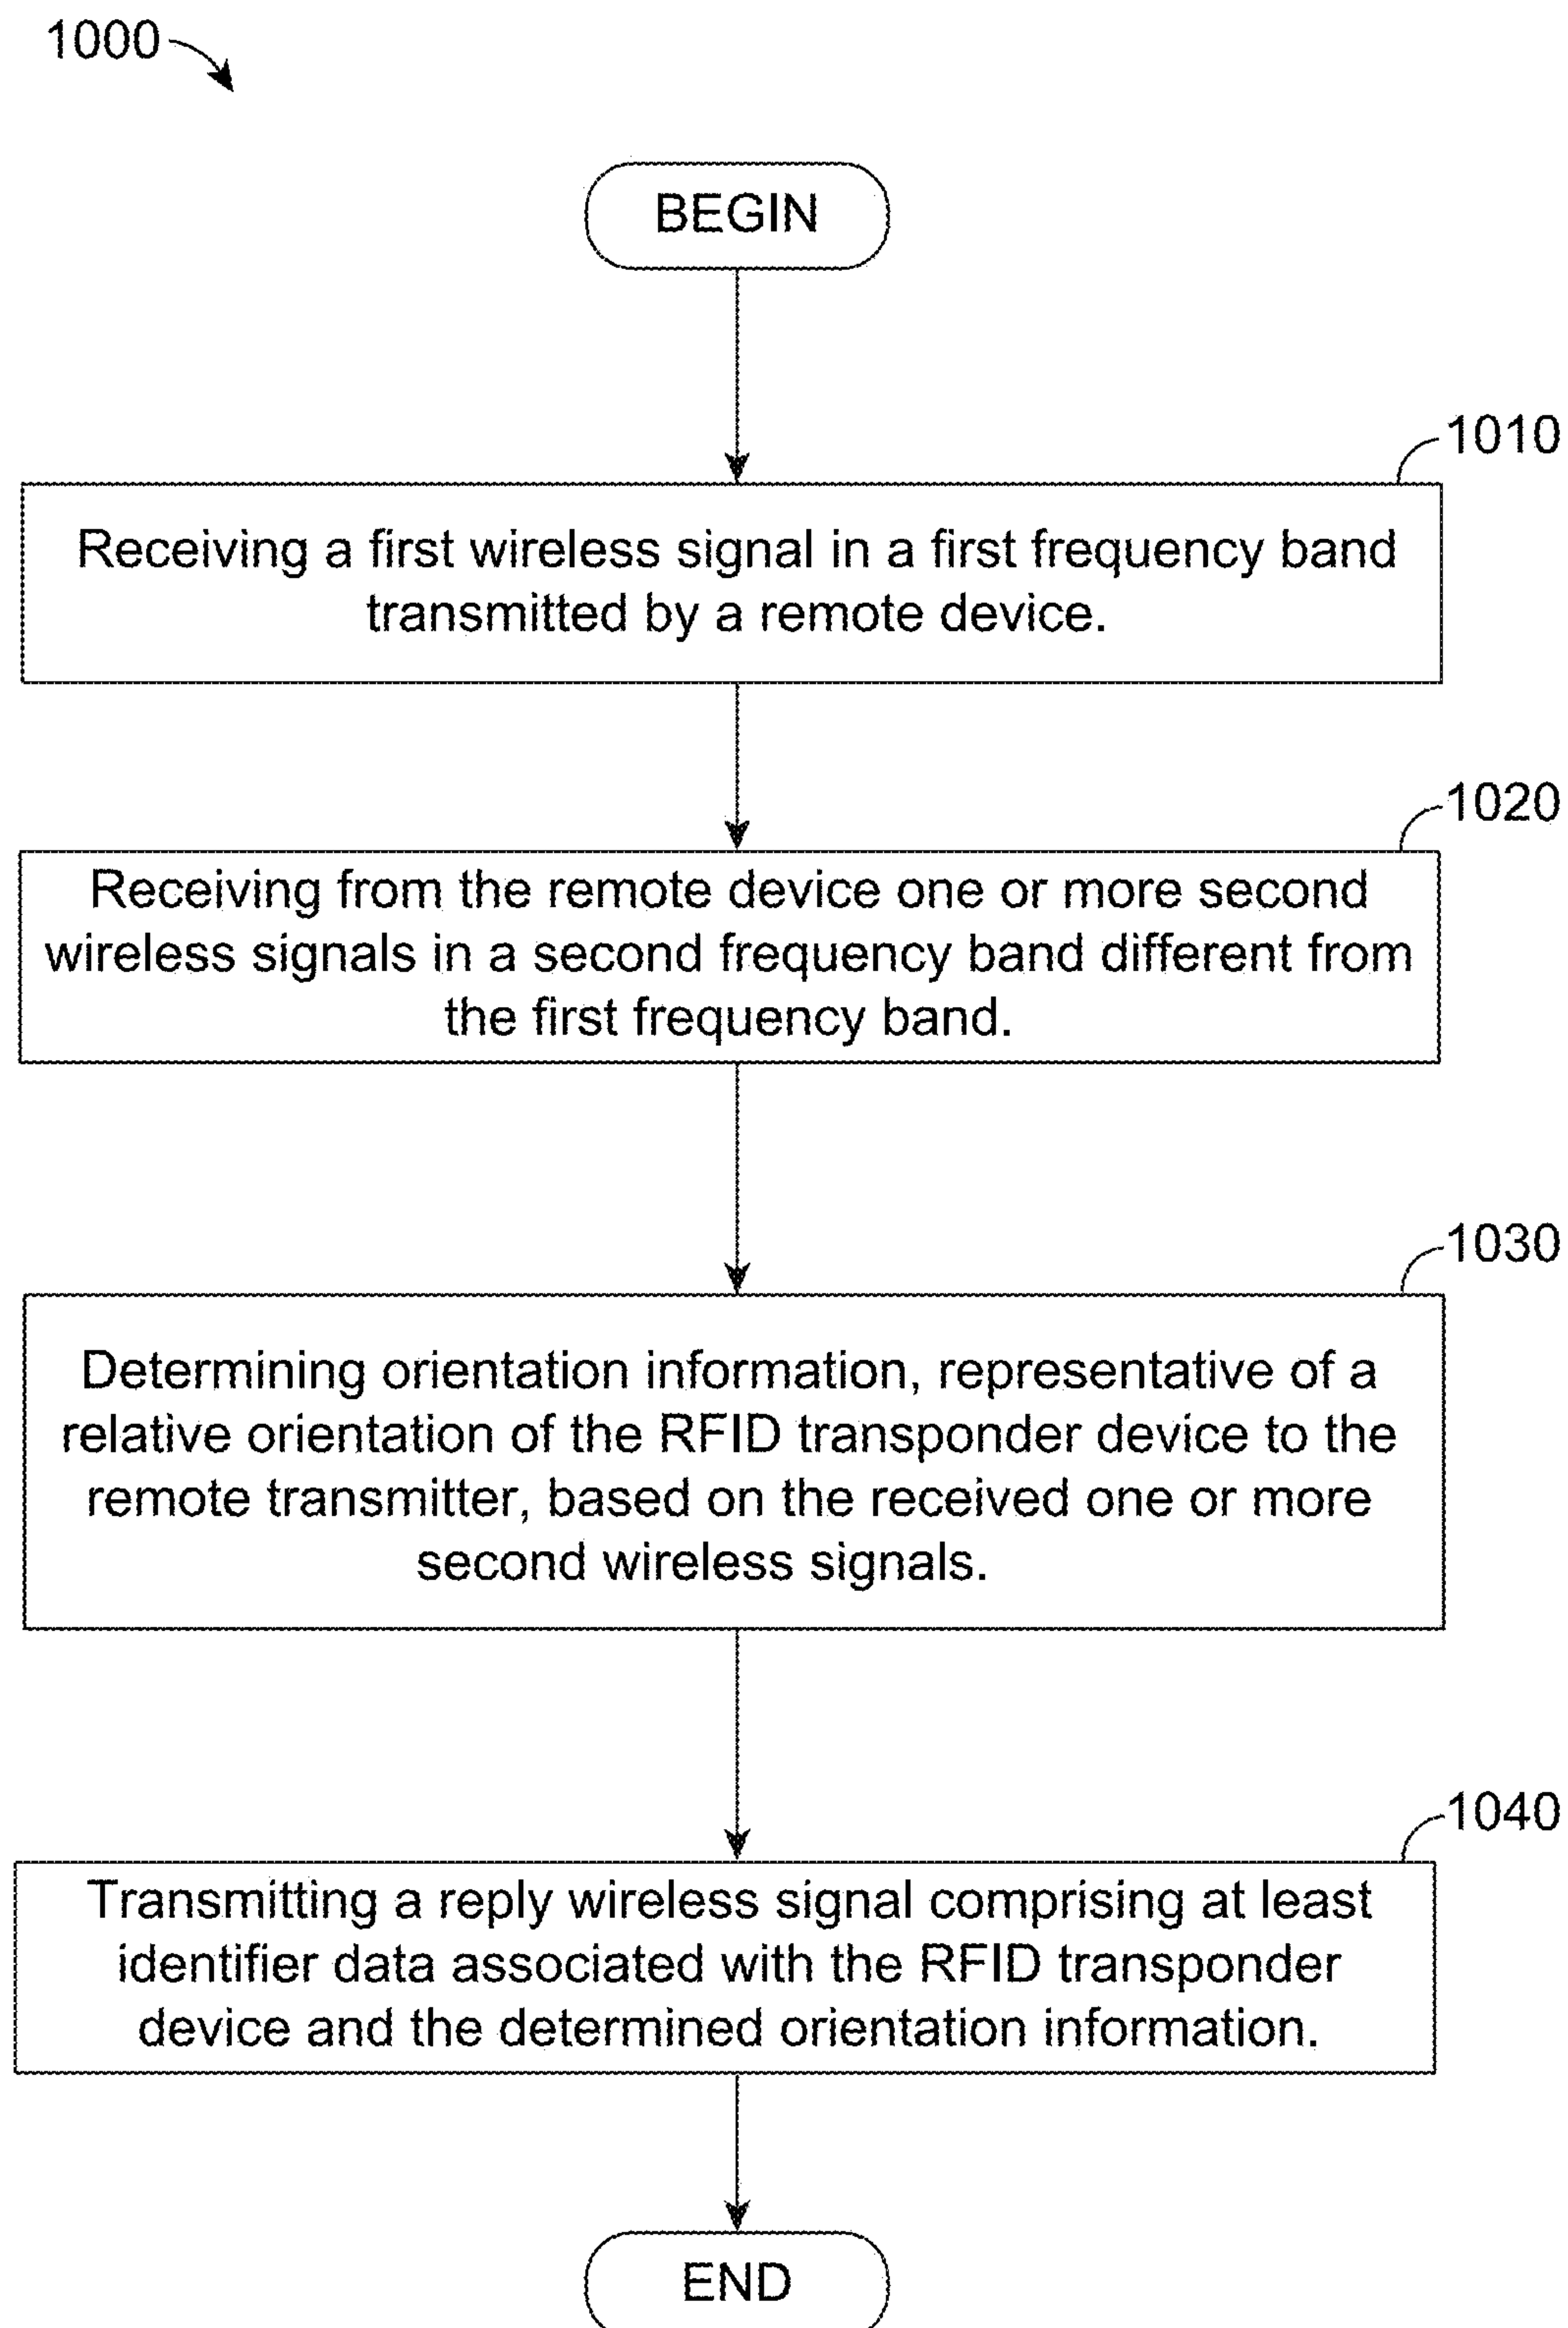 1000
BEGIN
1010
Receiving a first wireless signal in a first frequency band
transmitted by a remote device.
1020
Receiving from the remote device one or more second
wireless signals in a second frequency band different from
the first frequency band.
1030
Determining orientation information, representative of a
relative orientation of the RFID transponder device to the
remote transmitter, based on the received one or more
second wireless signals.
1040
Transmitting a reply wireless signal comprising at least
identifier data associated with the RFID transponder
device and the determined orientation information.
END